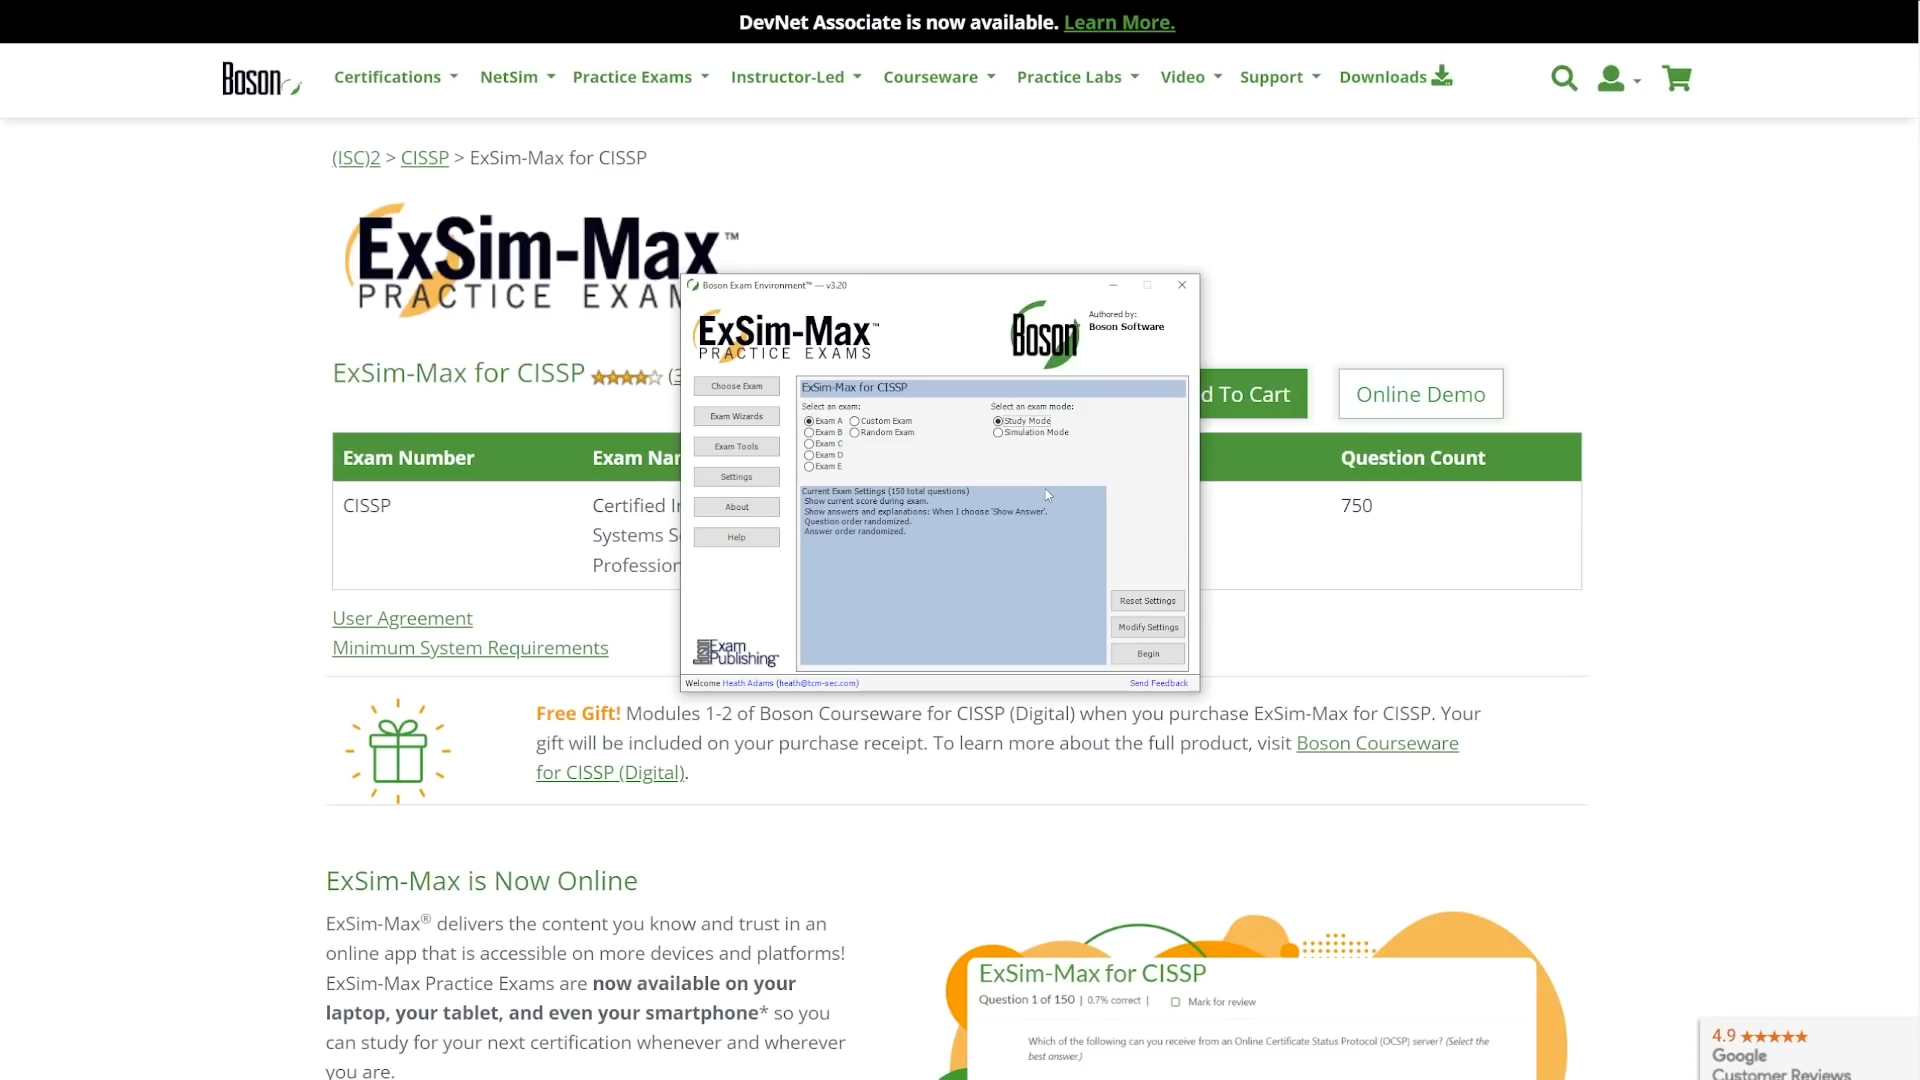 DevNet Associate is now available. Learn More.
Boson
Certifications
NetSim
Practice Exams
Instructor-Led
Courseware
Practice Labs
Video
Support
Downloads
(ISC)2 > CISSP > ExSim-Max for CISSP
ExSim-Max™
PRACTICE EXAM
ExSim-Max for CISSP
d To Cart
Online Demo
Exam Number
Exam Nam
Question Count
CISSP
Certified
Systems
Profession
750
User Agreement
Minimum System Requirements
Boson Exam Environment™ — v3.20
ExSim-Max™
PRACTICE EXAMS
Boson
Authored by:
Boson Software
Choose Exam
Exam Wizards
Exam Tools
Settings
About
Help
ExSim-Max for CISSP
Select an exam:
Select an exam mode:
Exam A
Custom Exam
Study Mode
Exam B
Random Exam
Simulation Mode
Exam C
Exam D
Exam E
Current Exam Settings (150 total questions)
Show current score during exam.
Show answers and explanations: When I choose 'Show Answer'.
Question order randomized.
Answer order randomized.
Reset Settings
Modify Settings
Begin
Exam
Publishing
Welcome Heath Adams (heath@tcm-sec.com)
Send Feedback
Free Gift! Modules 1-2 of Boson Courseware for CISSP (Digital) when you purchase ExSim-Max for CISSP. Your
gift will be included on your purchase receipt. To learn more about the full product, visit Boson Courseware
for CISSP (Digital).
ExSim-Max is Now Online
ExSim-Max® delivers the content you know and trust in an
online app that is accessible on more devices and platforms!
ExSim-Max Practice Exams are now available on your
laptop, your tablet, and even your smartphone* so you
can study for your next certification whenever and wherever
you are.
ExSim-Max for CISSP
Question 1 of 150 | 0.7% correct |
Mark for review
Which of the following can you receive from an Online Certificate Status Protocol (OCSP) server? (Select the
best answer.)
4.9 ★★★★★
Google
Customer Reviews